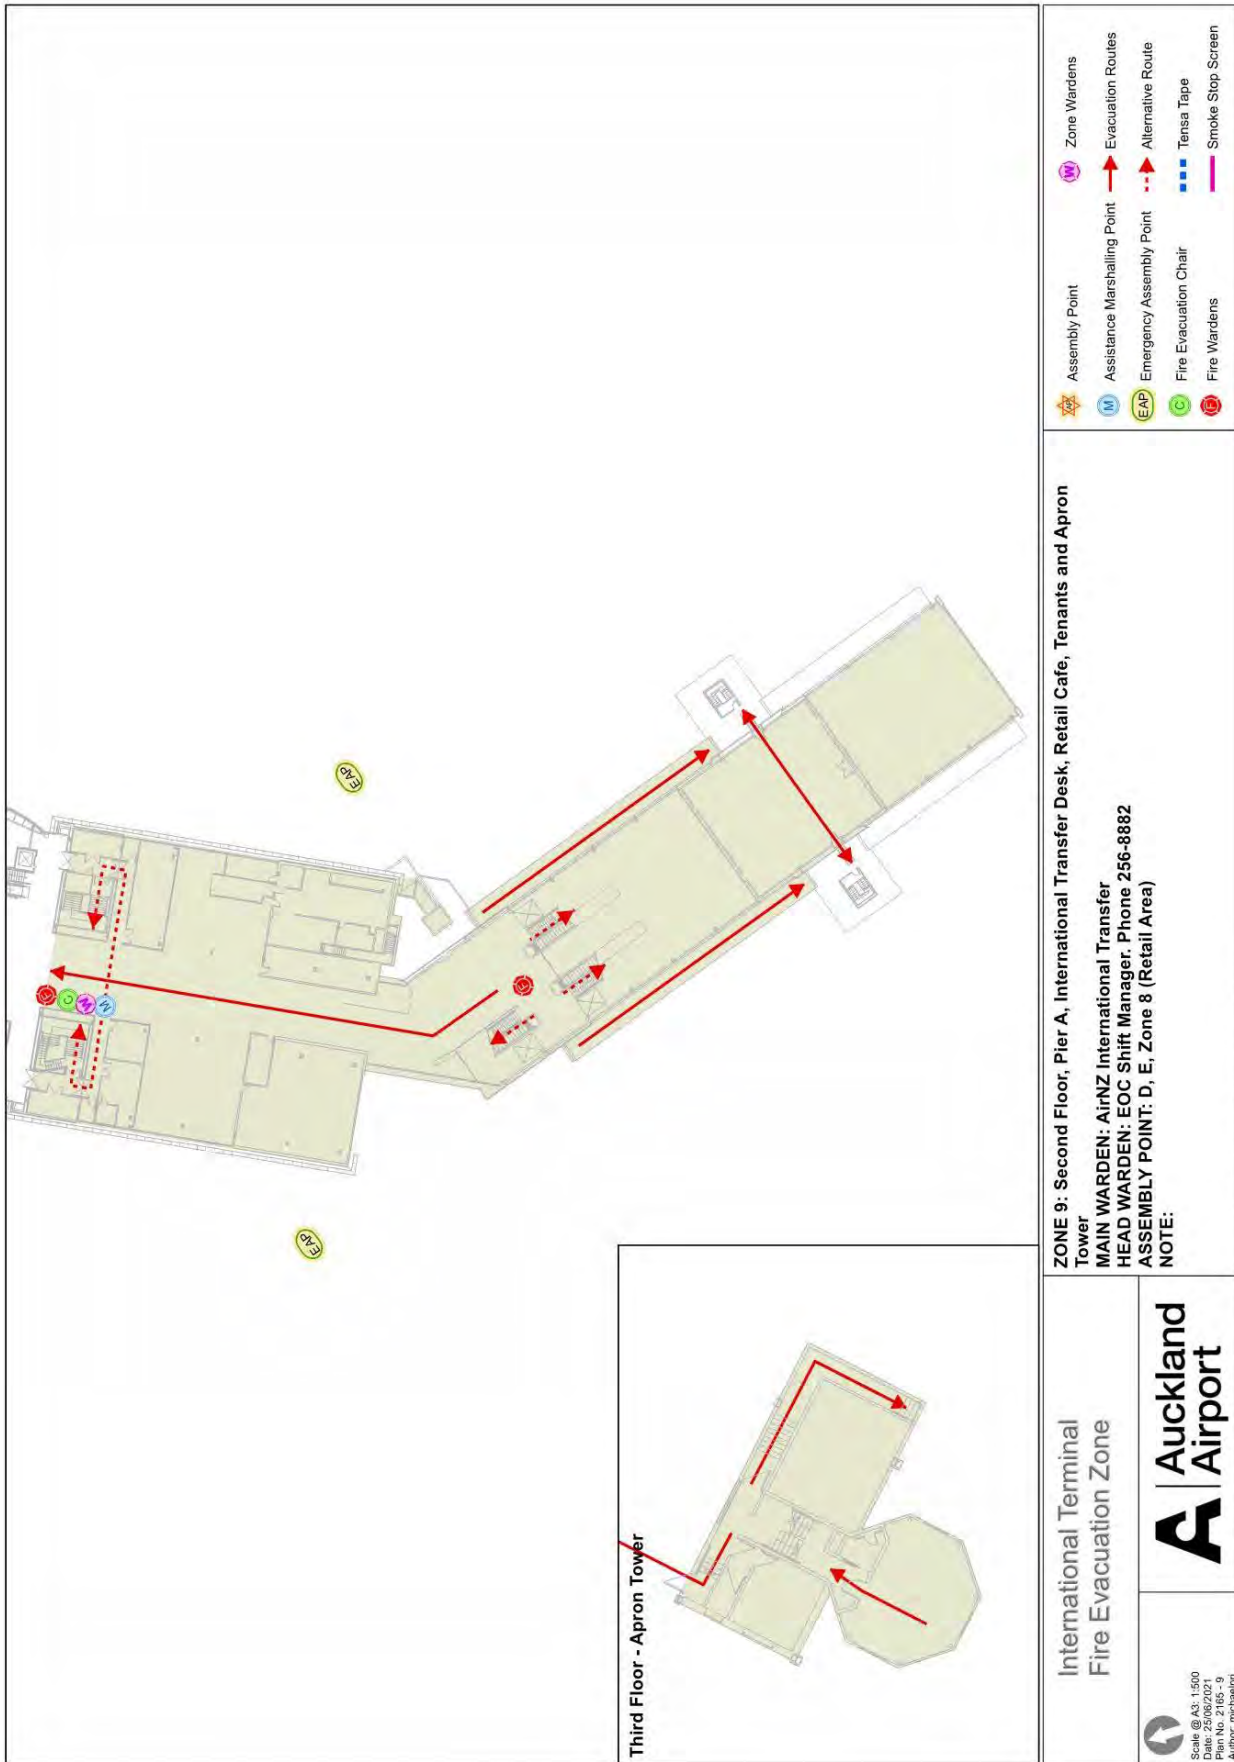 EAP
EAP
F
C
W
M
F
Third Floor - Apron Tower
International Terminal
Fire Evacuation Zone
Scale @ A3: 1:500
Date: 25/06/2021
Plan No. 2165 - 9
Auckland
Airport
ZONE 9: Second Floor, Pier A, International Transfer Desk, Retail Cafe, Tenants and Apron
Tower
MAIN WARDEN: AirNZ International Transfer
HEAD WARDEN: EOC Shift Manager, Phone 256-8882
ASSEMBLY POINT: D, E, Zone 8 (Retail Area)
NOTE:
AP Assembly Point
M Assistance Marshalling Point
EAP Emergency Assembly Point
C Fire Evacuation Chair
F Fire Wardens
W Zone Wardens
Evacuation Routes
Alternative Route
Tensa Tape
Smoke Stop Screen